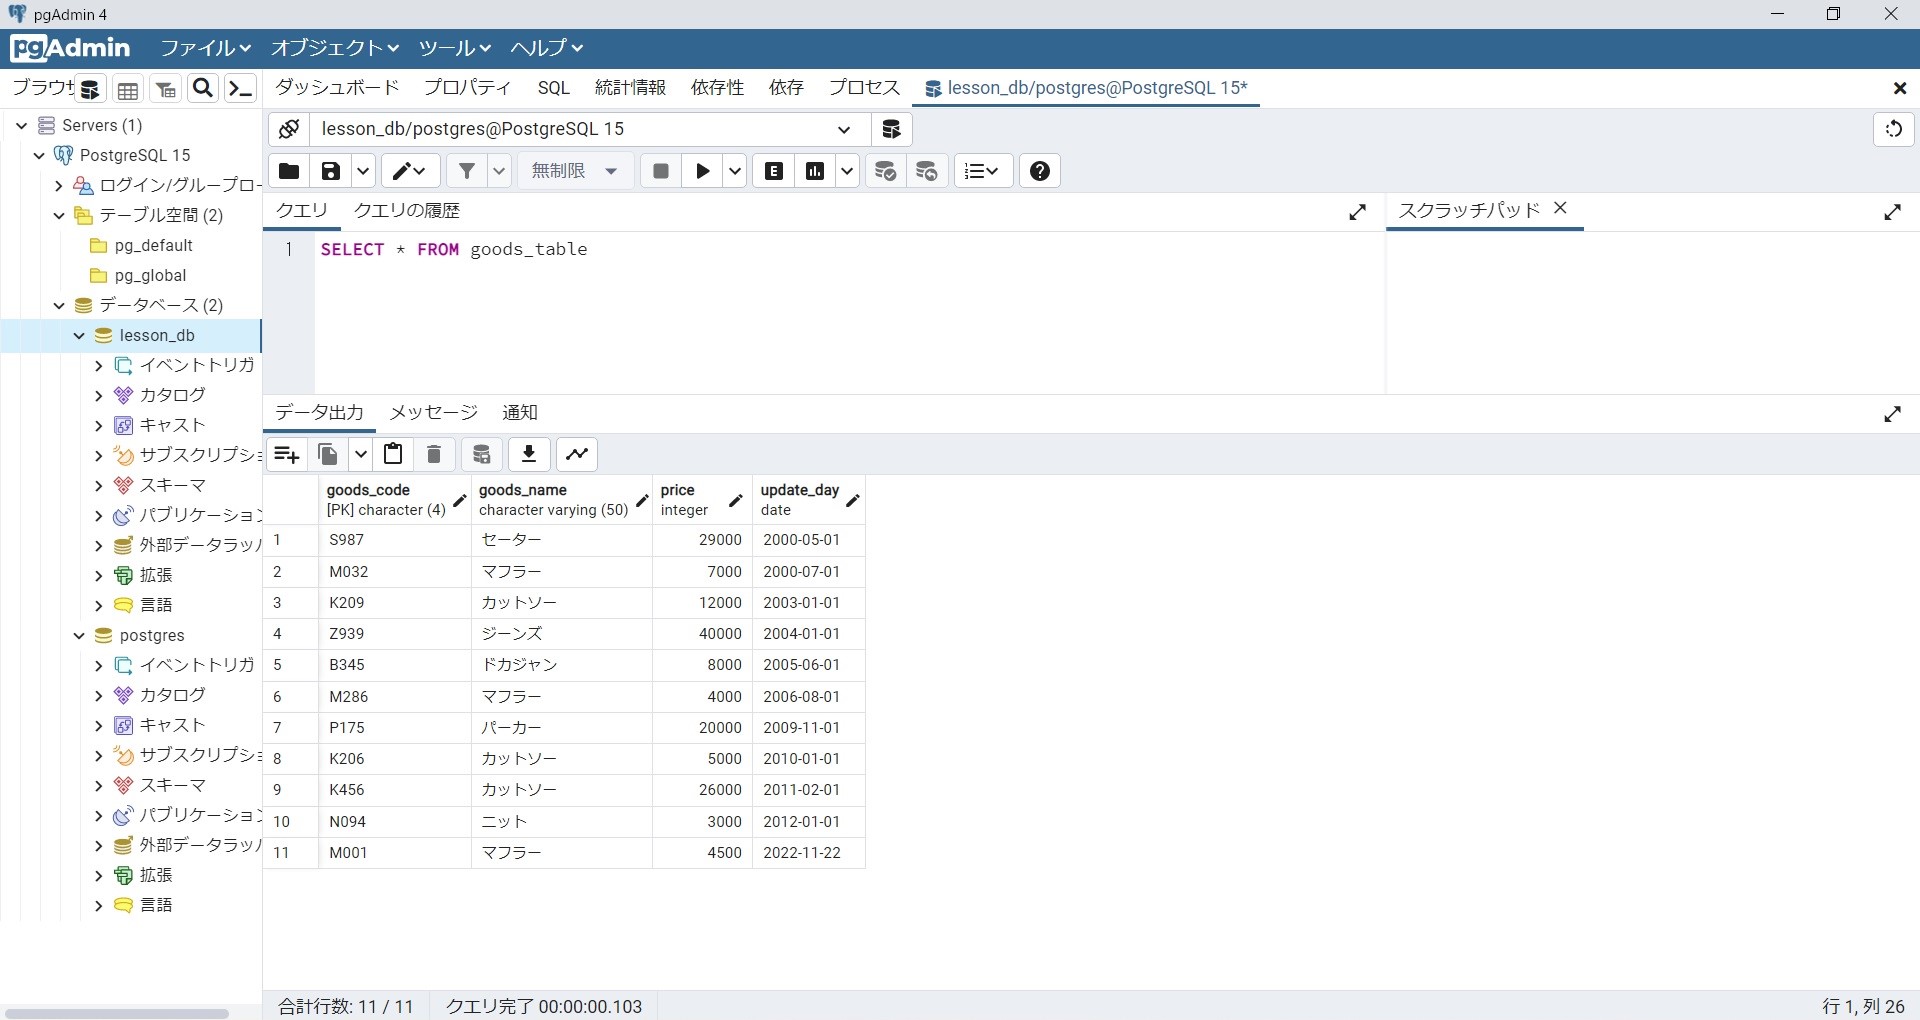 pgAdmin 4
pgAdmin ファイル オブジェクト ツール ヘルプ
ブラウザ ダッシュボード プロパティ SQL 統計情報 依存性 依存 プロセス lesson_db/postgres@PostgreSQL 15*
Servers (1)
PostgreSQL 15
ログイン/グループロー
テーブル空間 (2)
pg_default
pg_global
データベース (2)
lesson_db
イベントトリガ
カタログ
キャスト
サブスクリプショ
スキーマ
パブリケーション
外部データラッパ
拡張
言語
postgres
イベントトリガ
カタログ
キャスト
サブスクリプショ
スキーマ
パブリケーション
外部データラッパ
拡張
言語
lesson_db/postgres@PostgreSQL 15
無制限
E
クエリ クエリの履歴
スクラッチパッド
1 SELECT * FROM goods_table
データ出力 メッセージ 通知
goods_code goods_name price update_day
[PK] character (4) character varying (50) integer date
1 S987 セーター 29000 2000-05-01
2 M032 マフラー 7000 2000-07-01
3 K209 カットソー 12000 2003-01-01
4 Z939 ジーンズ 40000 2004-01-01
5 B345 ドカジャン 8000 2005-06-01
6 M286 マフラー 4000 2006-08-01
7 P175 パーカー 20000 2009-11-01
8 K206 カットソー 5000 2010-01-01
9 K456 カットソー 26000 2011-02-01
10 N094 ニット 3000 2012-01-01
11 M001 マフラー 4500 2022-11-22
合計行数: 11 / 11 クエリ完了 00:00:00.103 行 1, 列 26